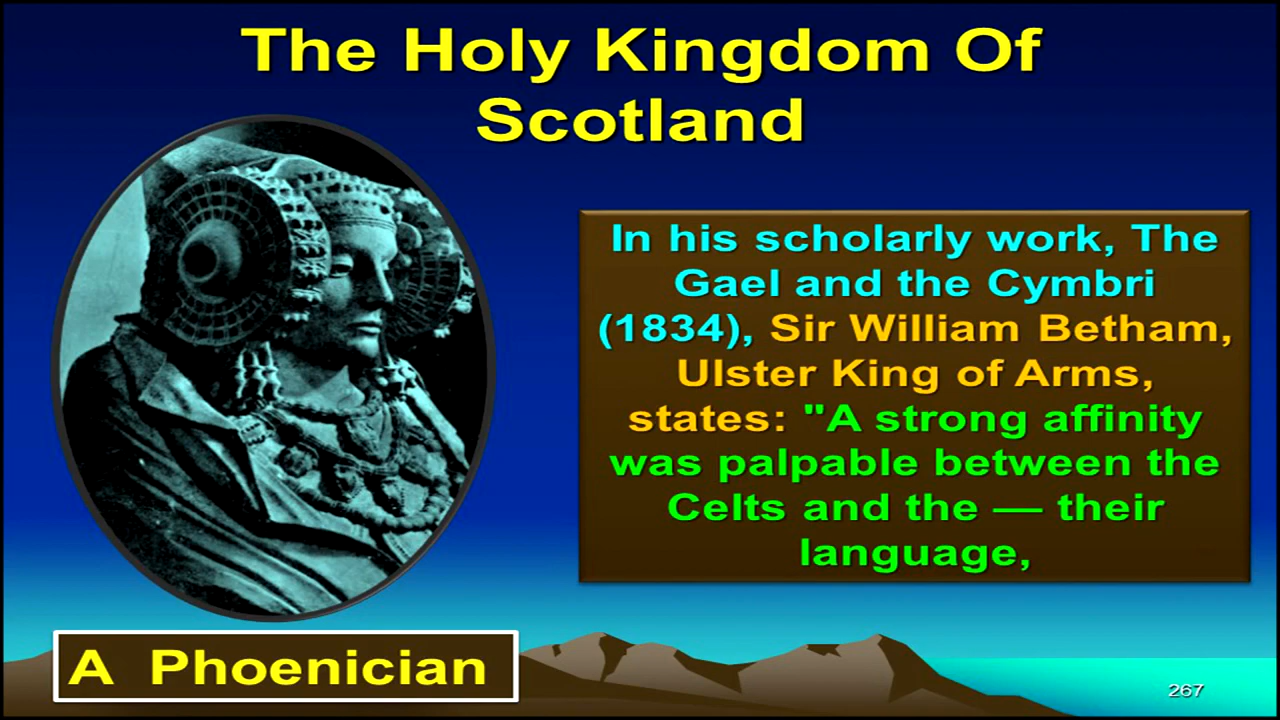 The Holy Kingdom Of
Scotland
In his scholarly work, The
Gael and the Cymbri
(1834), Sir William Betham,
Ulster King of Arms,
states: "A strong affinity
was palpable between the
Celts and the — their
language,
A Phoenician
267